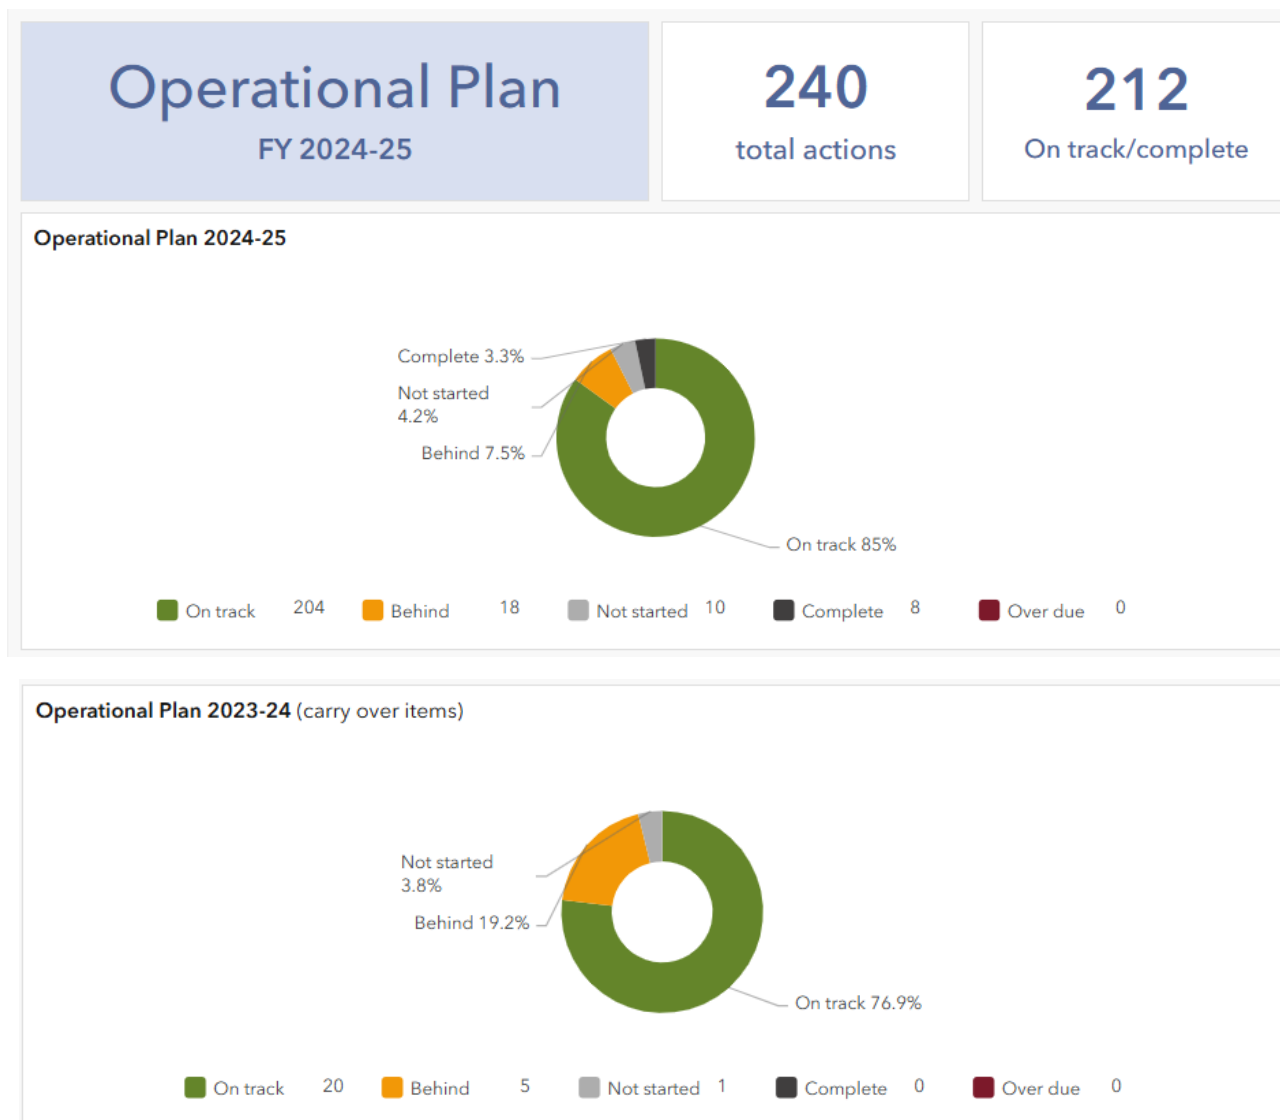 Operational Plan
FY 2024-25
240
total actions
212
On track/complete
Operational Plan 2024-25
Complete 3.3%
Not started
4.2%
Behind 7.5%
On track 85%
On track 204 Behind 18 Not started 10 Complete 8 Over due 0
Operational Plan 2023-24 (carry over items)
Not started
3.8%
Behind 19.2%
On track 76.9%
On track 20 Behind 5 Not started 1 Complete 0 Over due 0